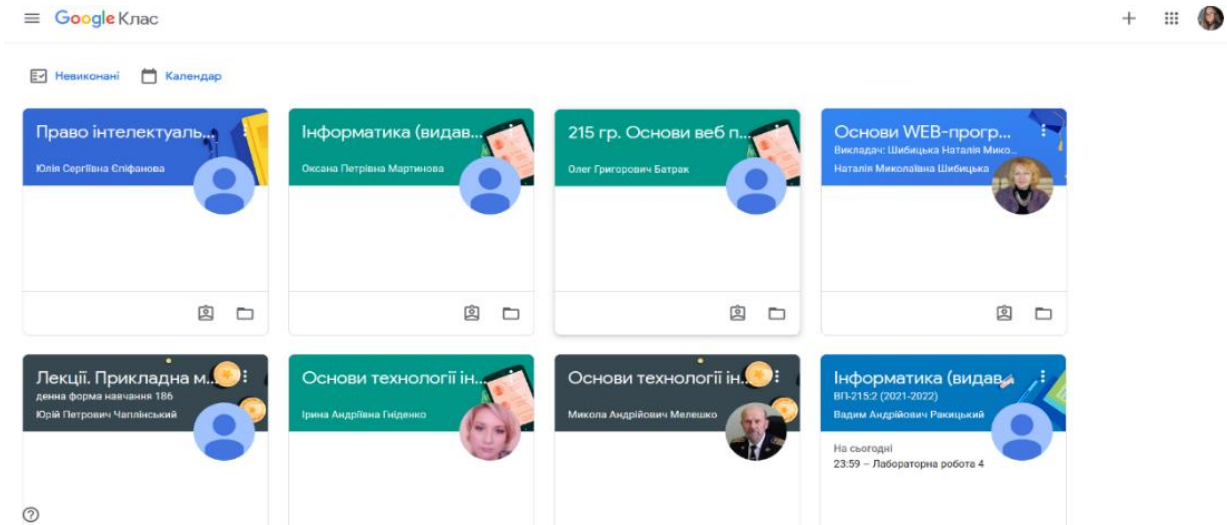 Google Клас
Невиконані Календар
Право інтелектуаль...
Юлія Сергіївна Єпіфанова
Інформатика (видав...
Оксана Петрівна Мартинова
215 гр. Основи веб п...
Олег Григорович Батрак
Основи WEB-прогр...
Викладач: Шибицька Наталія Мико...
Наталія Миколаївна Шибицька
Лекції. Прикладна м...
денна форма навчання 186
Юрій Петрович Чаплінський
Основи технології ін...
Ірина Андріївна Гніденко
Основи технології ін...
Микола Андрійович Мелешко
Інформатика (видав...
ВП-215:2 (2021-2022)
Вадим Андрійович Ракицький
На сьогодні
23:59 – Лабораторна робота 4